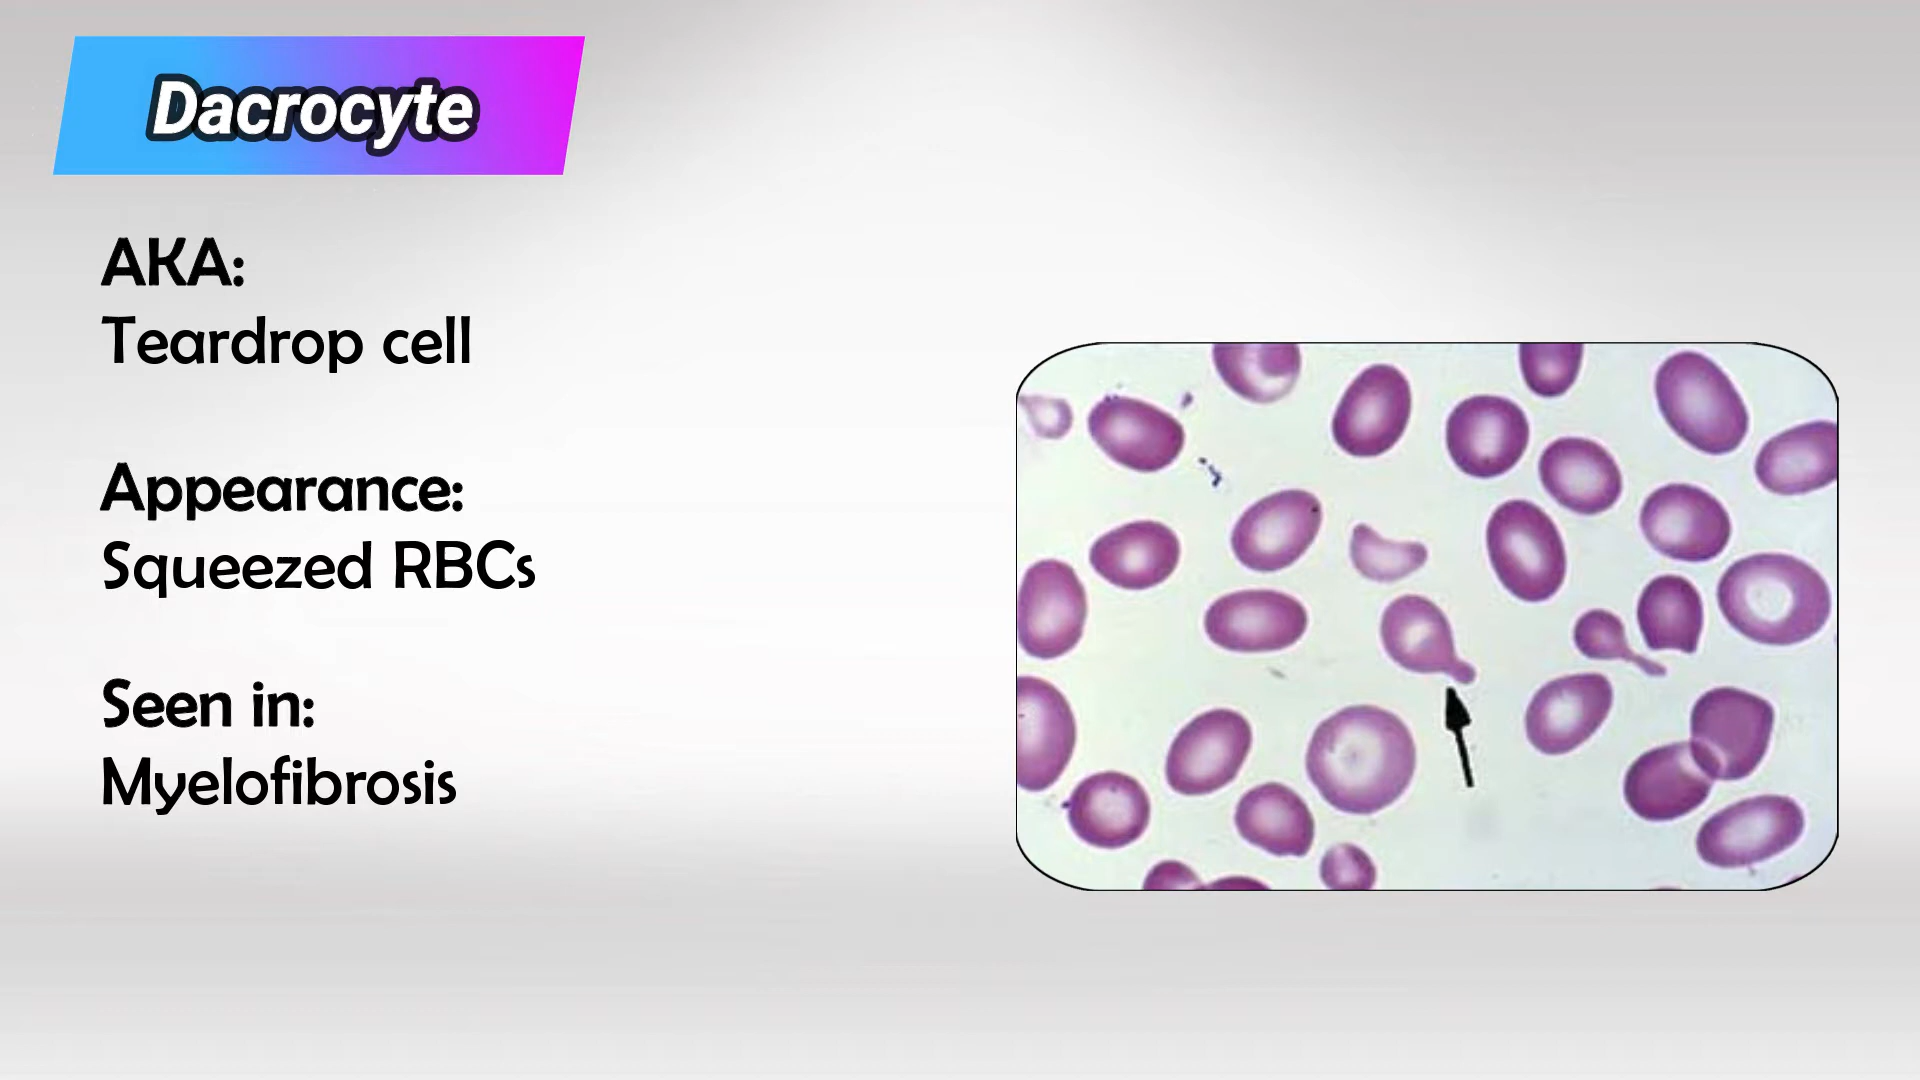 Dacrocyte
AKA:
Teardrop cell
Appearance:
Squeezed RBCs
Seen in:
Myelofibrosis